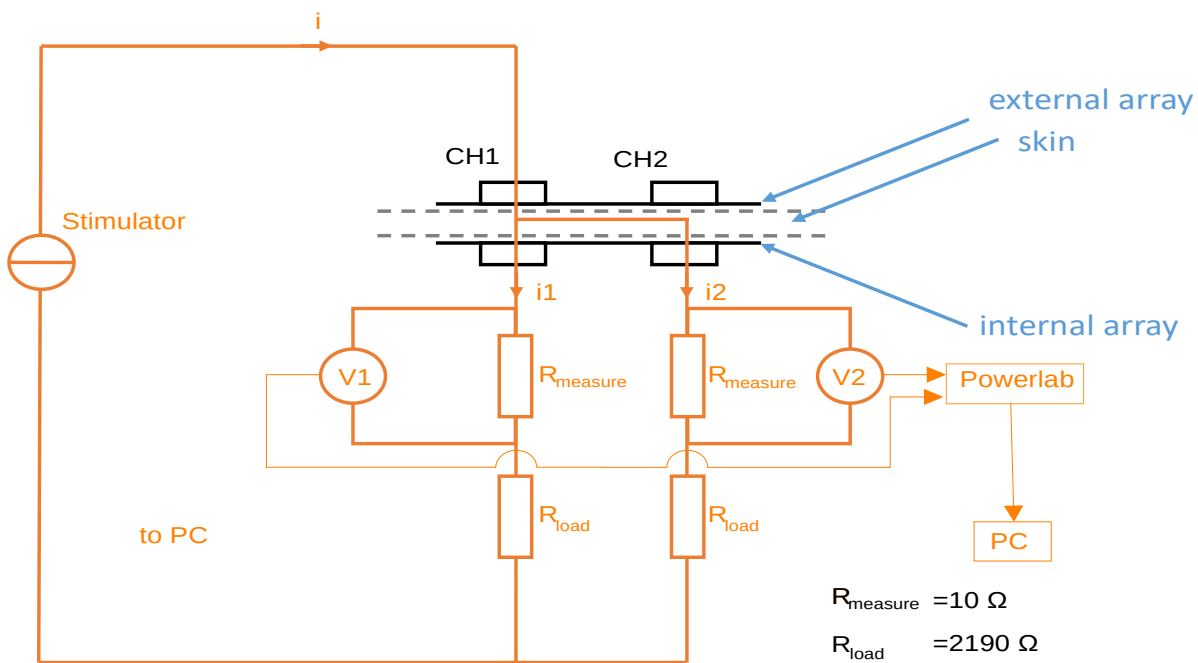 i
external array
skin
CH1
CH2
Stimulator
i1
i2
internal array
V1
Rmeasure
Rmeasure
V2
Powerlab
Rload
Rload
to PC
PC
Rmeasure =10 Ω
Rload =2190 Ω